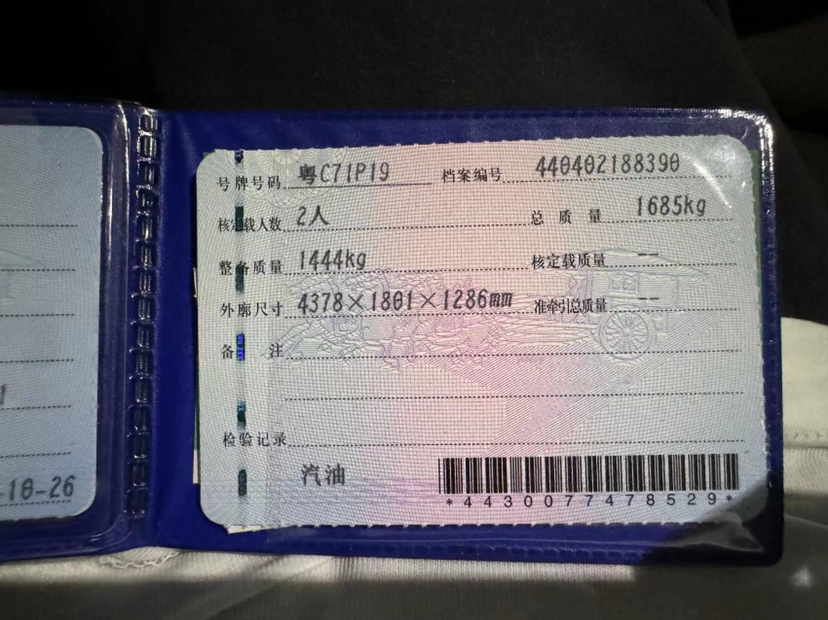 号牌号码 粤C71P19 档案编号 440402188390
核定载人数 2人 总质量 1685kg
整备质量 1444kg 核定载质量 --
外廓尺寸 4378×1801×1286mm 准牵引总质量 --
备注
检验记录
汽油
*4430077478529*
-10-26